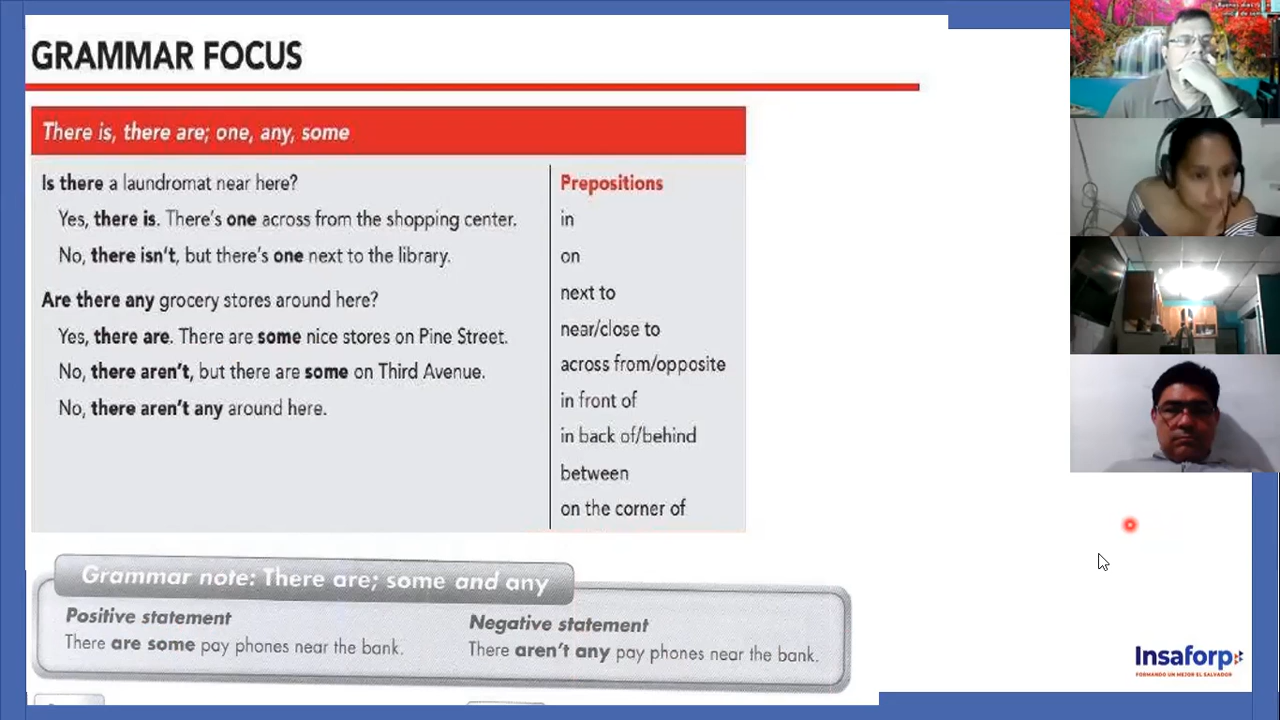 GRAMMAR FOCUS
There is, there are; one, any, some
Is there a laundromat near here?
Yes, there is. There's one across from the shopping center.
No, there isn't, but there's one next to the library.
Are there any grocery stores around here?
Yes, there are. There are some nice stores on Pine Street.
No, there aren't, but there are some on Third Avenue.
No, there aren't any around here.
Prepositions
in
on
next to
near/close to
across from/opposite
in front of
in back of/behind
between
on the corner of
Grammar note: There are; some and any
Positive statement
There are some pay phones near the bank.
Negative statement
There aren't any pay phones near the bank.
Insaforp
FORMANDO UN MEJOR EL SALVADOR